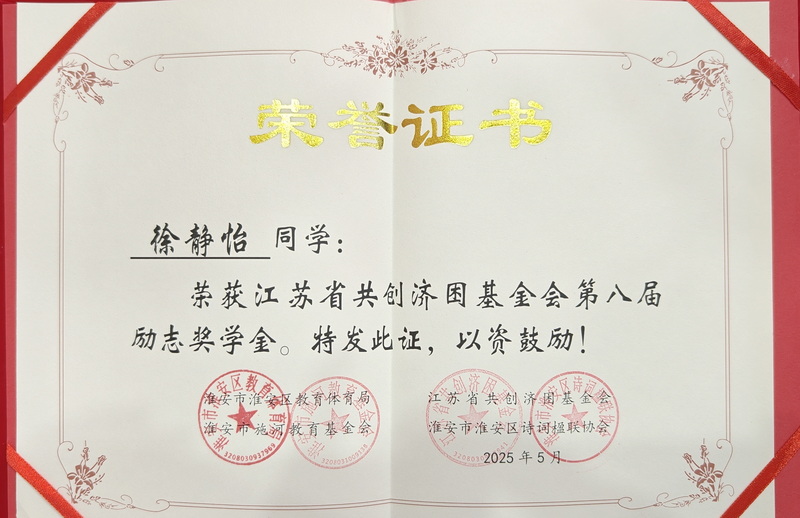 荣誉证书
徐静怡 同学：
荣获江苏省共创济困基金会第八届
励志奖学金。特发此证，以资鼓励！
淮安市淮安区教育体育局
江苏省共创济困基金会
淮安市施河教育基金会
淮安市淮安区诗词楹联协会
2025年5月